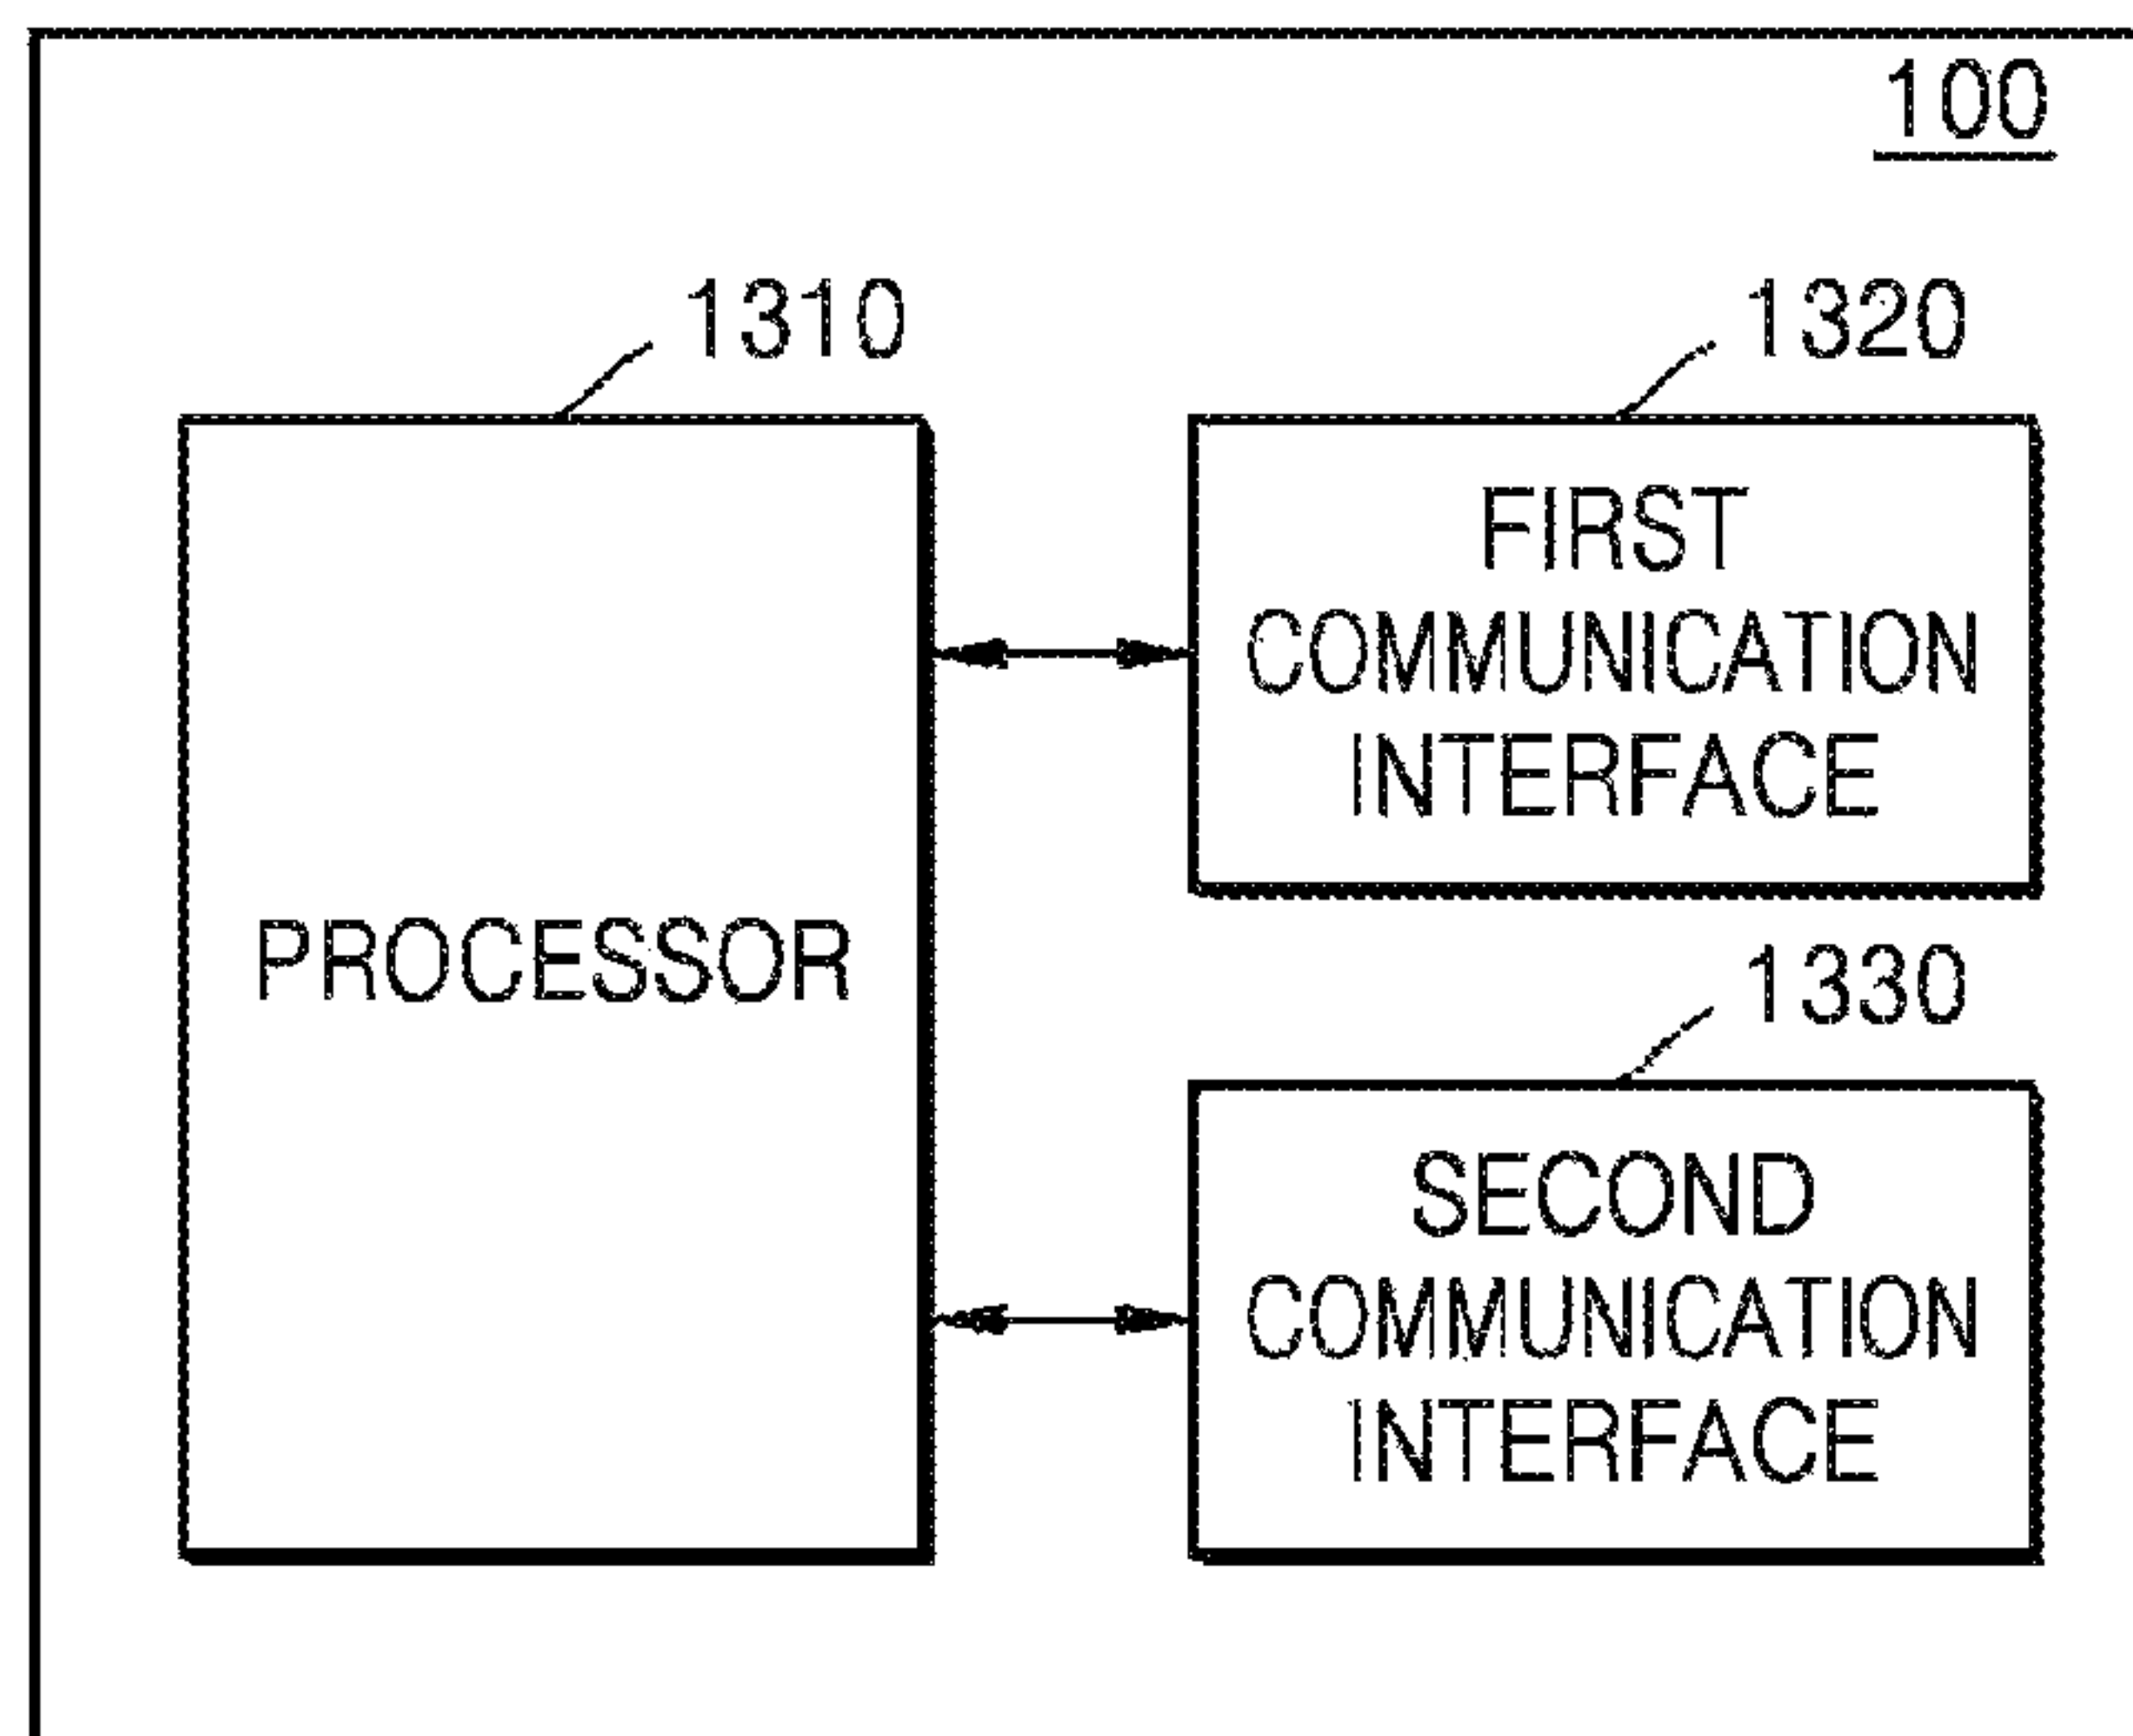 100
1310
1320
FIRST
COMMUNICATION
INTERFACE
PROCESSOR
1330
SECOND
COMMUNICATION
INTERFACE